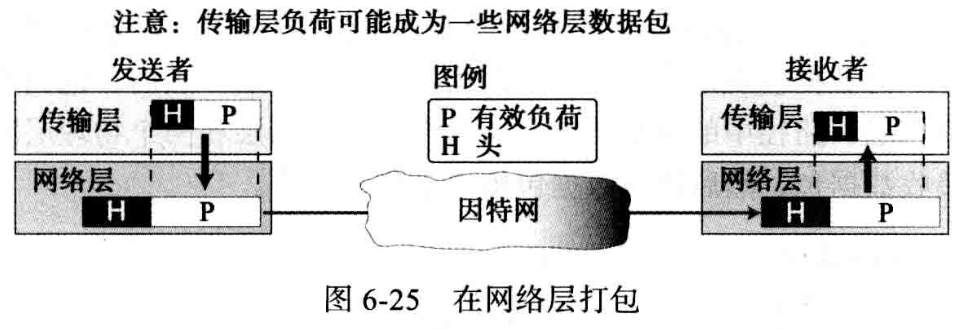 注意：传输层负荷可能成为一些网络层数据包
发送者
图例
接收者
传输层
H
P
P 有效负荷
H 头
传输层
H
P
网络层
H
P
因特网
网络层
H
P
图 6-25 在网络层打包